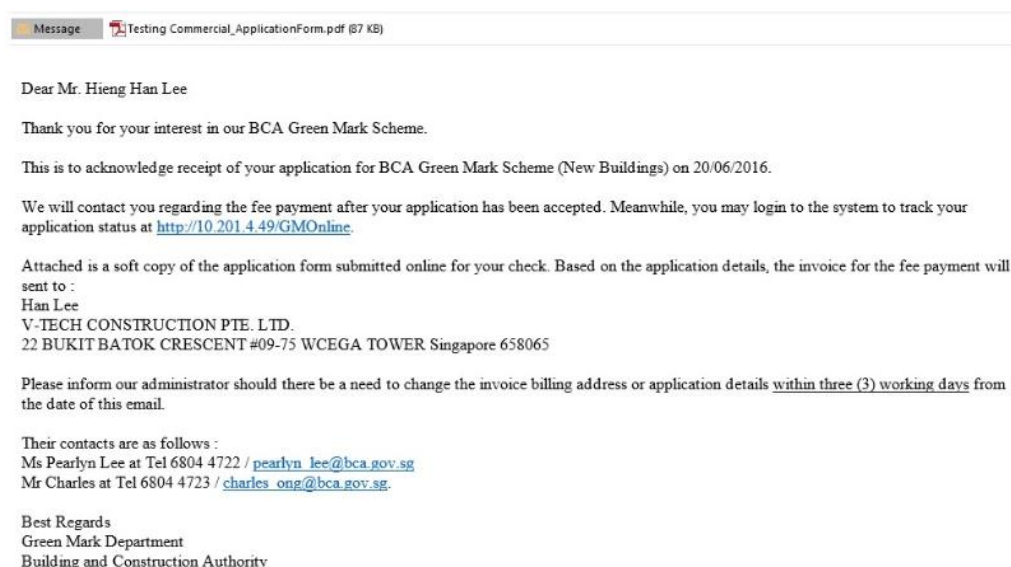 Message Testing Commercial_ApplicationForm.pdf (87 KB)
Dear Mr. Hieng Han Lee
Thank you for your interest in our BCA Green Mark Scheme.
This is to acknowledge receipt of your application for BCA Green Mark Scheme (New Buildings) on 20/06/2016.
We will contact you regarding the fee payment after your application has been accepted. Meanwhile, you may login to the system to track your
application status at http://10.201.4.49/GMOnline.
Attached is a soft copy of the application form submitted online for your check. Based on the application details, the invoice for the fee payment will
sent to :
Han Lee
V-TECH CONSTRUCTION PTE. LTD.
22 BUKIT BATOK CRESCENT #09-75 WCEGA TOWER Singapore 658065
Please inform our administrator should there be a need to change the invoice billing address or application details within three (3) working days from
the date of this email.
Their contacts are as follows :
Ms Pearlyn Lee at Tel 6804 4722 / pearlyn_lee@bca.gov.sg
Mr Charles at Tel 6804 4723 / charles_ong@bca.gov.sg.
Best Regards
Green Mark Department
Building and Construction Authority